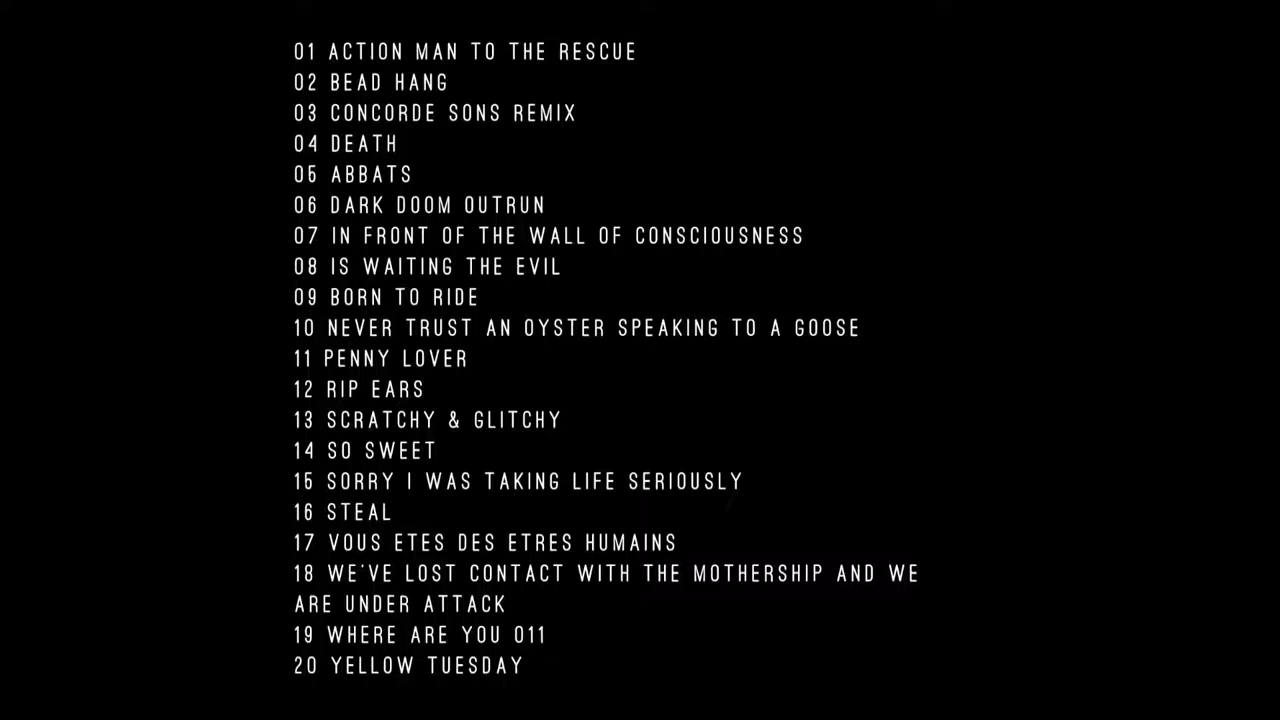 01 ACTION MAN TO THE RESCUE
02 BEAD HANG
03 CONCORDE SONS REMIX
04 DEATH
05 ABBATS
06 DARK DOOM OUTRUN
07 IN FRONT OF THE WALL OF CONSCIOUSNESS
08 IS WAITING THE EVIL
09 BORN TO RIDE
10 NEVER TRUST AN OYSTER SPEAKING TO A GOOSE
11 PENNY LOVER
12 RIP EARS
13 SCRATCHY & GLITCHY
14 SO SWEET
15 SORRY I WAS TAKING LIFE SERIOUSLY
16 STEAL
17 VOUS ETES DES ETRES HUMAINS
18 WE'VE LOST CONTACT WITH THE MOTHERSHIP AND WE
ARE UNDER ATTACK
19 WHERE ARE YOU 011
20 YELLOW TUESDAY